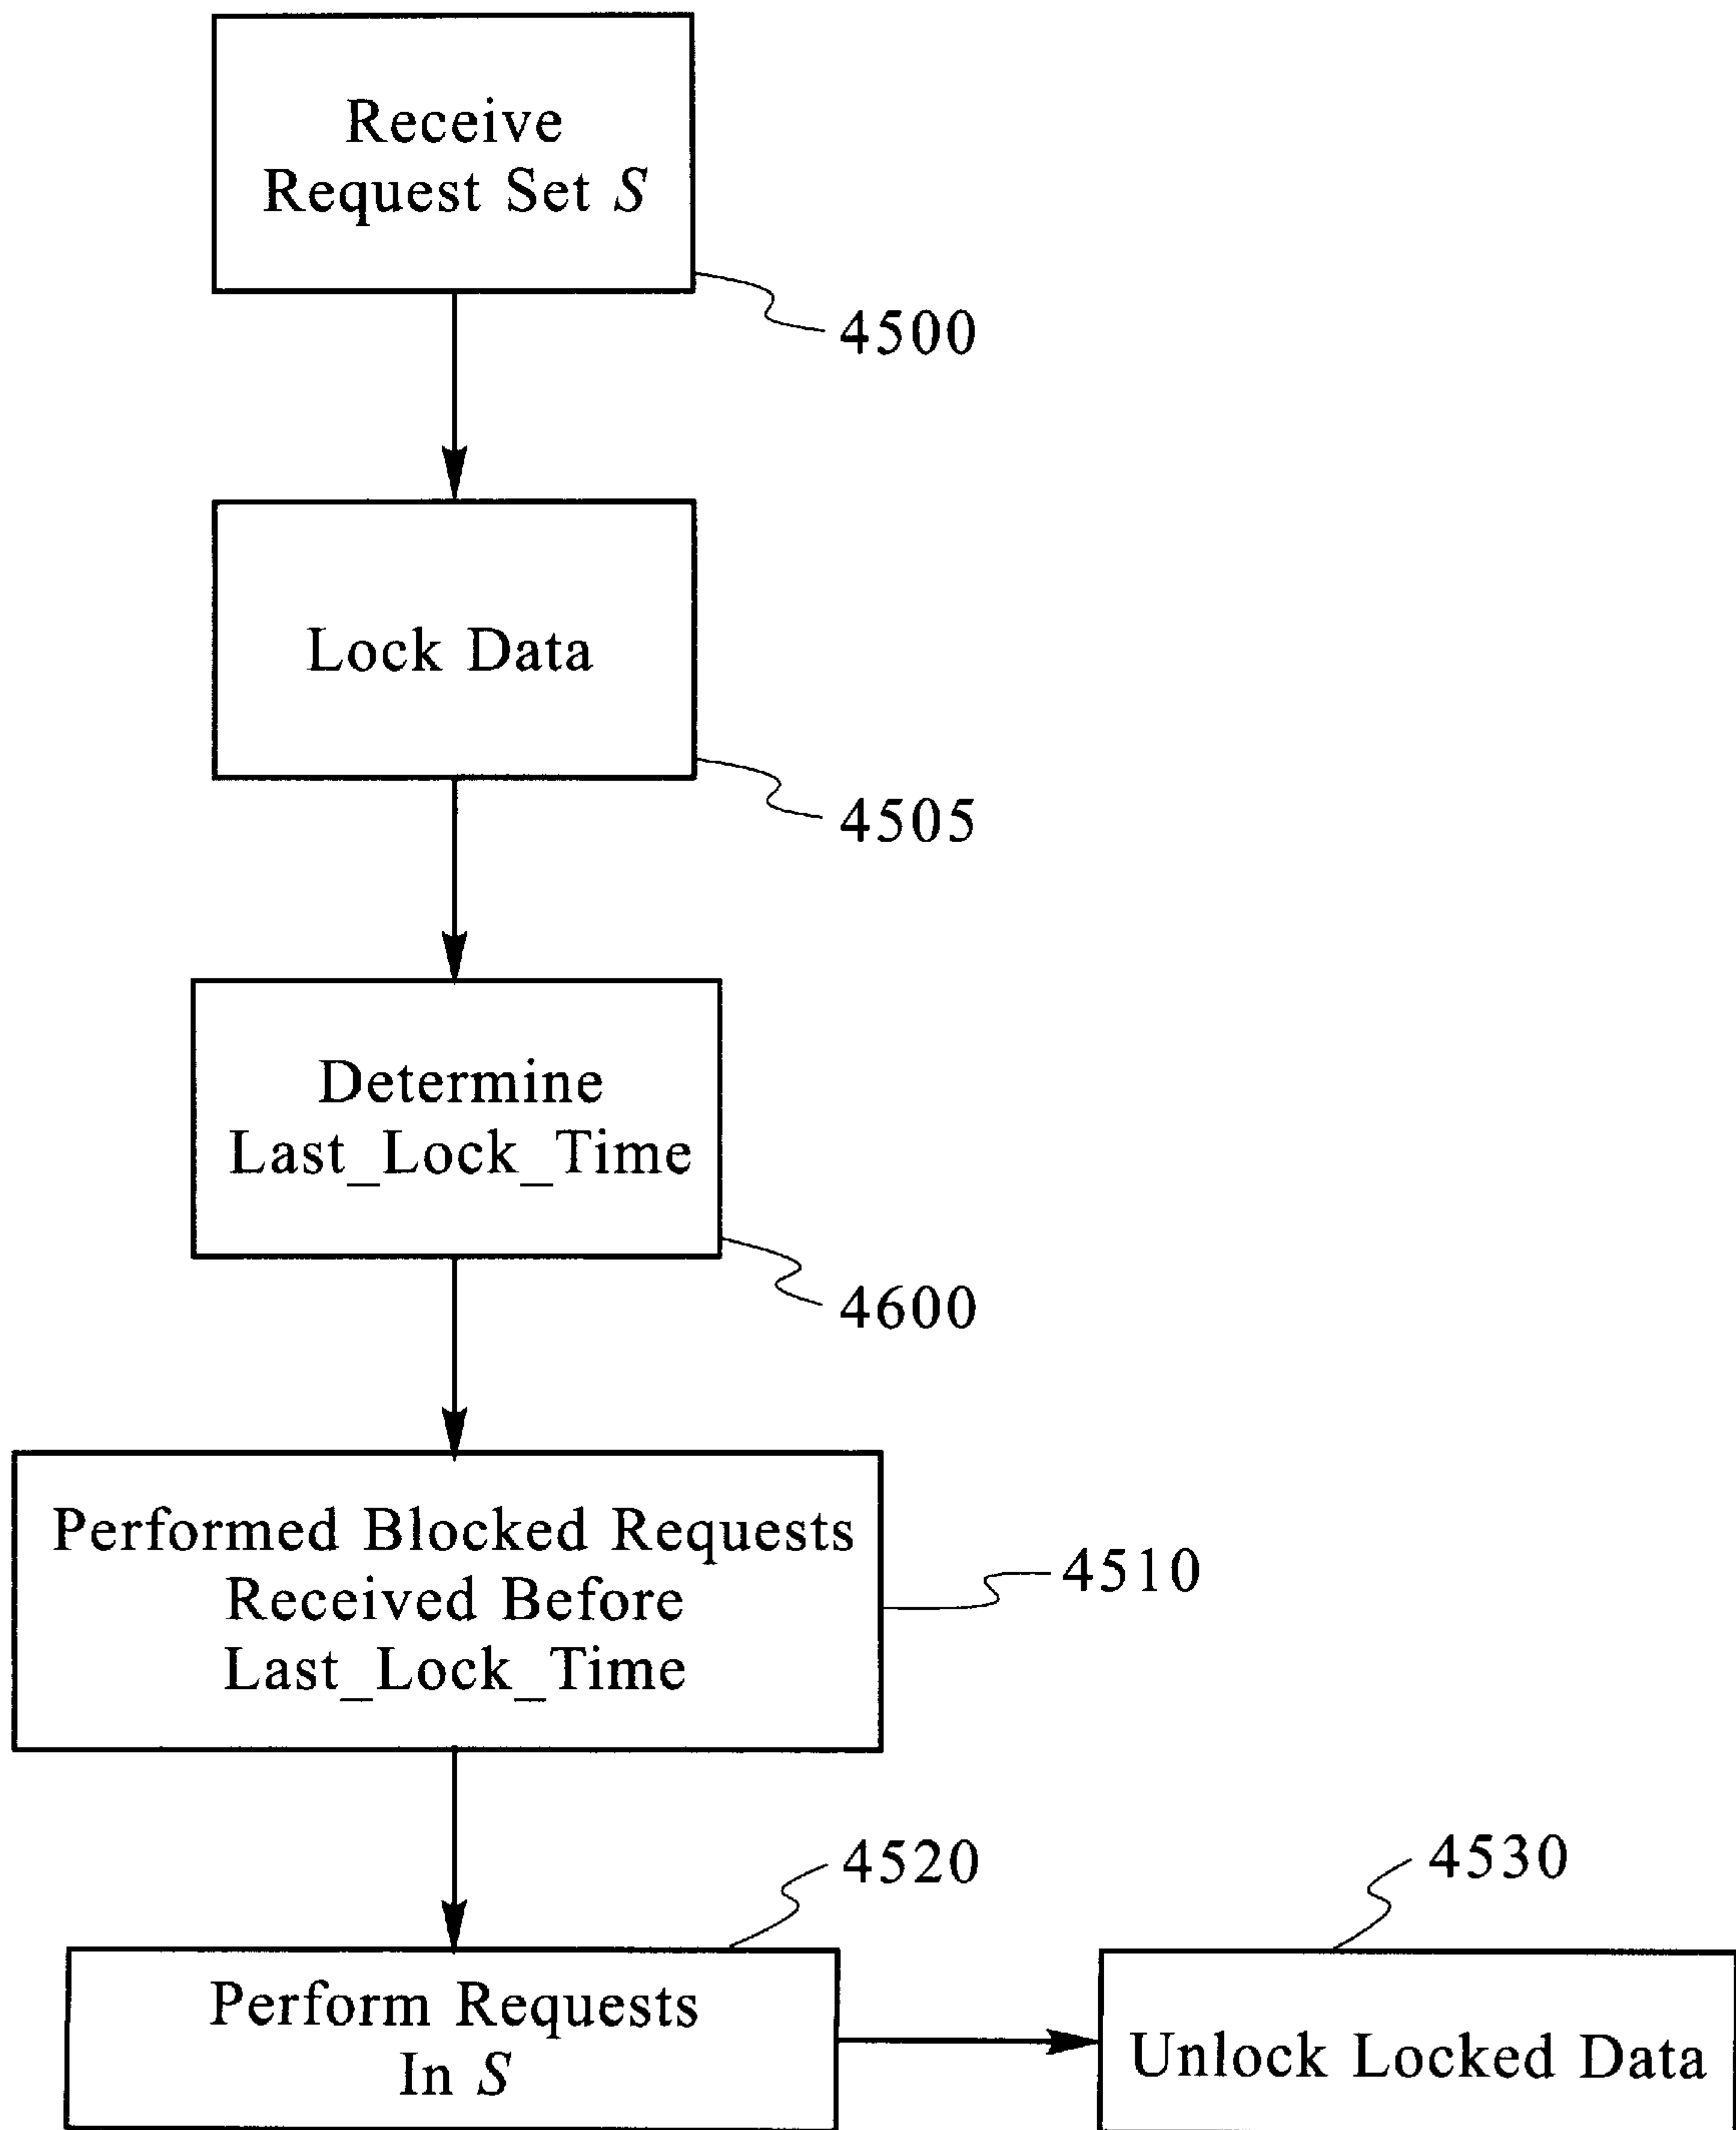 Receive
Request Set S
4500
Lock Data
4505
Determine
Last_Lock_Time
4600
Performed Blocked Requests
Received Before
Last_Lock_Time
4510
4520
Perform Requests
In S
4530
Unlock Locked Data